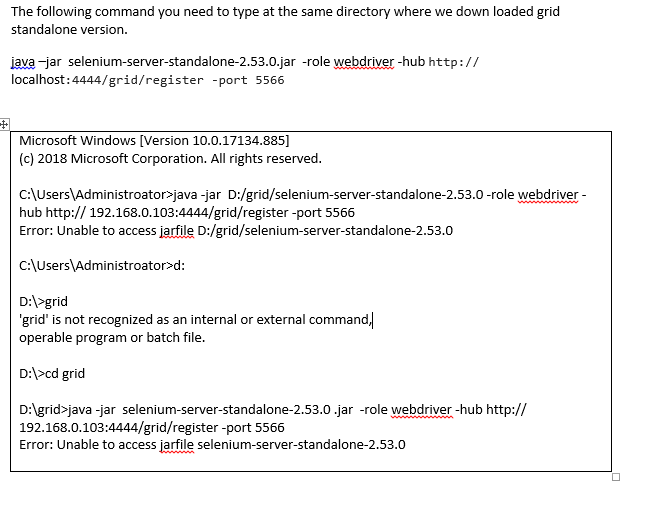 The following command you need to type at the same directory where we down loaded grid
standalone version.
java –jar  selenium-server-standalone-2.53.0.jar  -role webdriver -hub http://
localhost:4444/grid/register -port 5566
Microsoft Windows [Version 10.0.17134.885]
(c) 2018 Microsoft Corporation. All rights reserved.
C:\Users\Administroator>java -jar  D:/grid/selenium-server-standalone-2.53.0 -role webdriver -
hub http:// 192.168.0.103:4444/grid/register -port 5566
Error: Unable to access jarfile D:/grid/selenium-server-standalone-2.53.0
C:\Users\Administroator>d:
D:\>grid
'grid' is not recognized as an internal or external command,
operable program or batch file.
D:\>cd grid
D:\grid>java -jar  selenium-server-standalone-2.53.0 .jar  -role webdriver -hub http://
192.168.0.103:4444/grid/register -port 5566
Error: Unable to access jarfile selenium-server-standalone-2.53.0